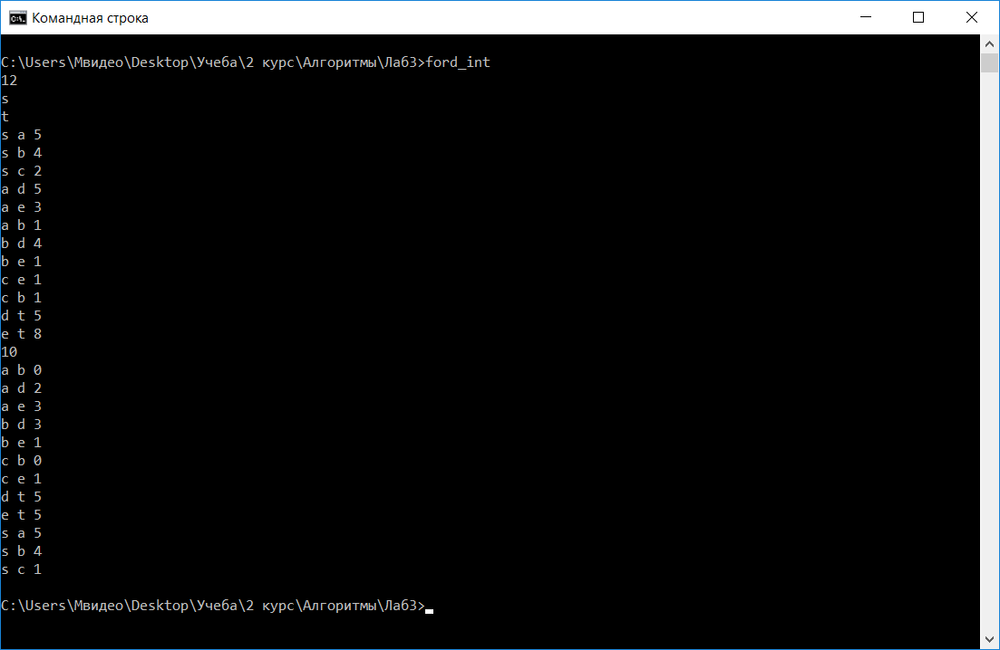 Командная строка
C:\Users\Мвидео\Desktop\Учеба\2 курс\Алгоритмы\Лаб3>ford_int
12
s
t
s a 5
s b 4
s c 2
a d 5
a e 3
a b 1
b d 4
b e 1
c e 1
c b 1
d t 5
e t 8
10
a b 0
a d 2
a e 3
b d 3
b e 1
c b 0
c e 1
d t 5
e t 5
s a 5
s b 4
s c 1
C:\Users\Мвидео\Desktop\Учеба\2 курс\Алгоритмы\Лаб3>